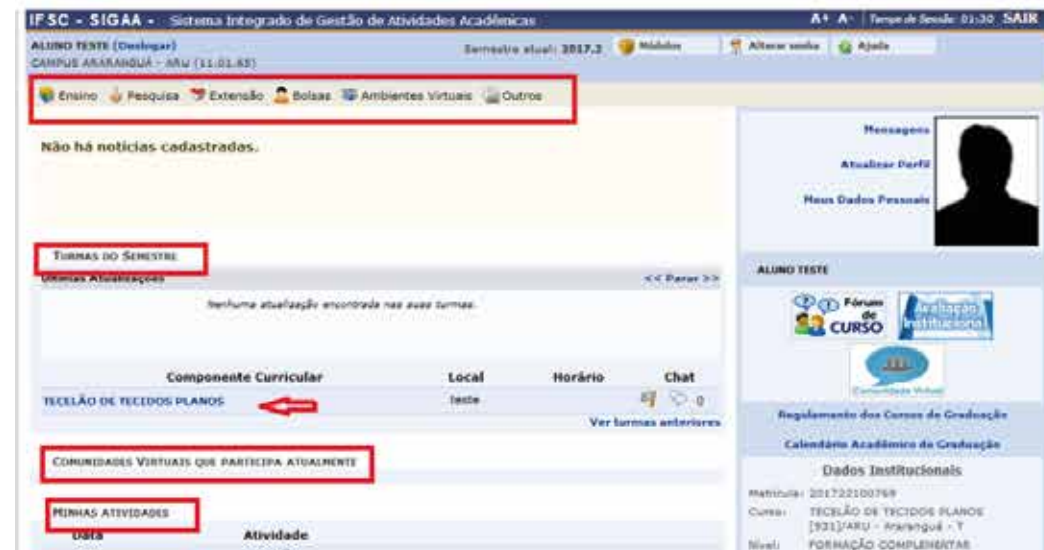 IFSC - SIGAA - Sistema Integrado de Gestão de Atividades Acadêmicas
A+ A- Tempo de Sessão: 01:30 SAIR
ALUNO TESTE (Deslogar)
Semestre atual: 2017.2 Módulos Alterar senha Ajuda
CAMPUS ARARANGUÁ - ARU (11.01.65)
Ensino Pesquisa Extensão Bolsas Ambientes Virtuais Outros
Não há notícias cadastradas.
Mensagens
Atualizar Perfil
Meus Dados Pessoais
TURMAS DO SEMESTRE
Últimas Atualizações << Parar >>
Nenhuma atualização encontrada nas suas turmas.
Componente Curricular Local Horário Chat
TECELÃO DE TECIDOS PLANOS teste 0
Ver turmas anteriores
COMUNIDADES VIRTUAIS QUE PARTICIPA ATUALMENTE
MINHAS ATIVIDADES
Data Atividade
ALUNO TESTE
Fórum de CURSO
Avaliação Institucional
Comunidade Virtual
Regulamento dos Cursos de Graduação
Calendário Acadêmico de Graduação
Dados Institucionais
Matrícula: 201722100769
Curso: TECELÃO DE TECIDOS PLANOS
[931]/ARU - Araranguá - T
Nível: FORMAÇÃO COMPLEMENTAR